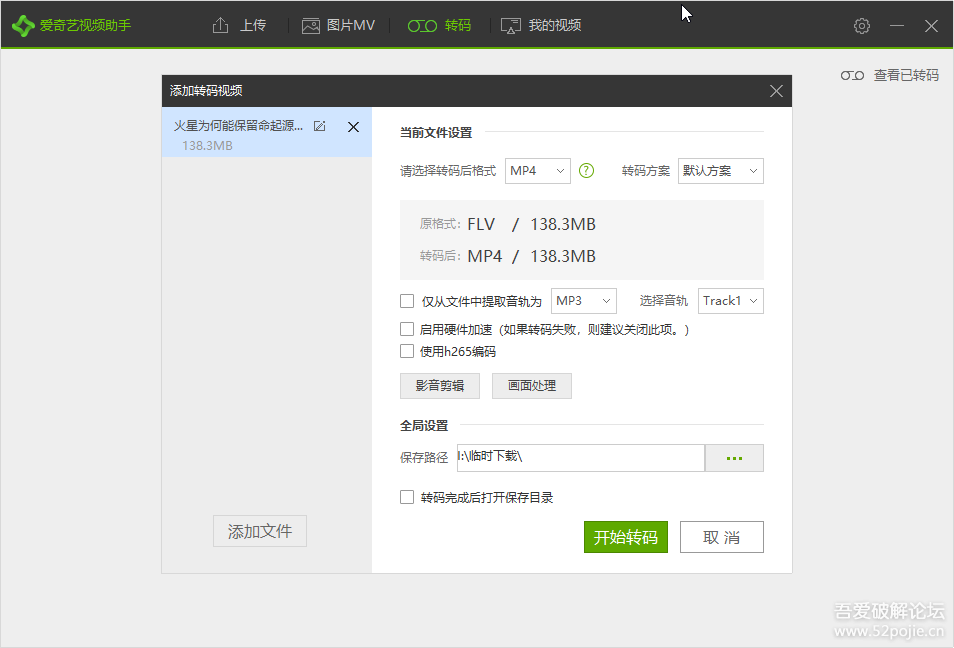 爱奇艺视频助手 上传 图片MV 转码 我的视频
查看已转码
添加转码视频
火星为何能保留命起源...
138.3MB
当前文件设置
请选择转码后格式 MP4 ? 转码方案 默认方案
原格式: FLV / 138.3MB
转码后: MP4 / 138.3MB
仅从文件中提取音轨为 MP3 选择音轨 Track1
启用硬件加速（如果转码失败，则建议关闭此项。）
使用h265编码
影音剪辑 画面处理
全局设置
保存路径 I:\临时下载\ ...
转码完成后打开保存目录
添加文件 开始转码 取 消
吾爱破解论坛
www.52pojie.cn